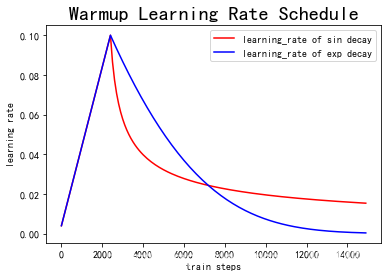 Warmup Learning Rate Schedule
learning_rate of sin decay
learning_rate of exp decay
0.10
0.08
0.06
0.04
0.02
0.00
learning rate
0 2000 4000 6000 8000 10000 12000 14000
train steps